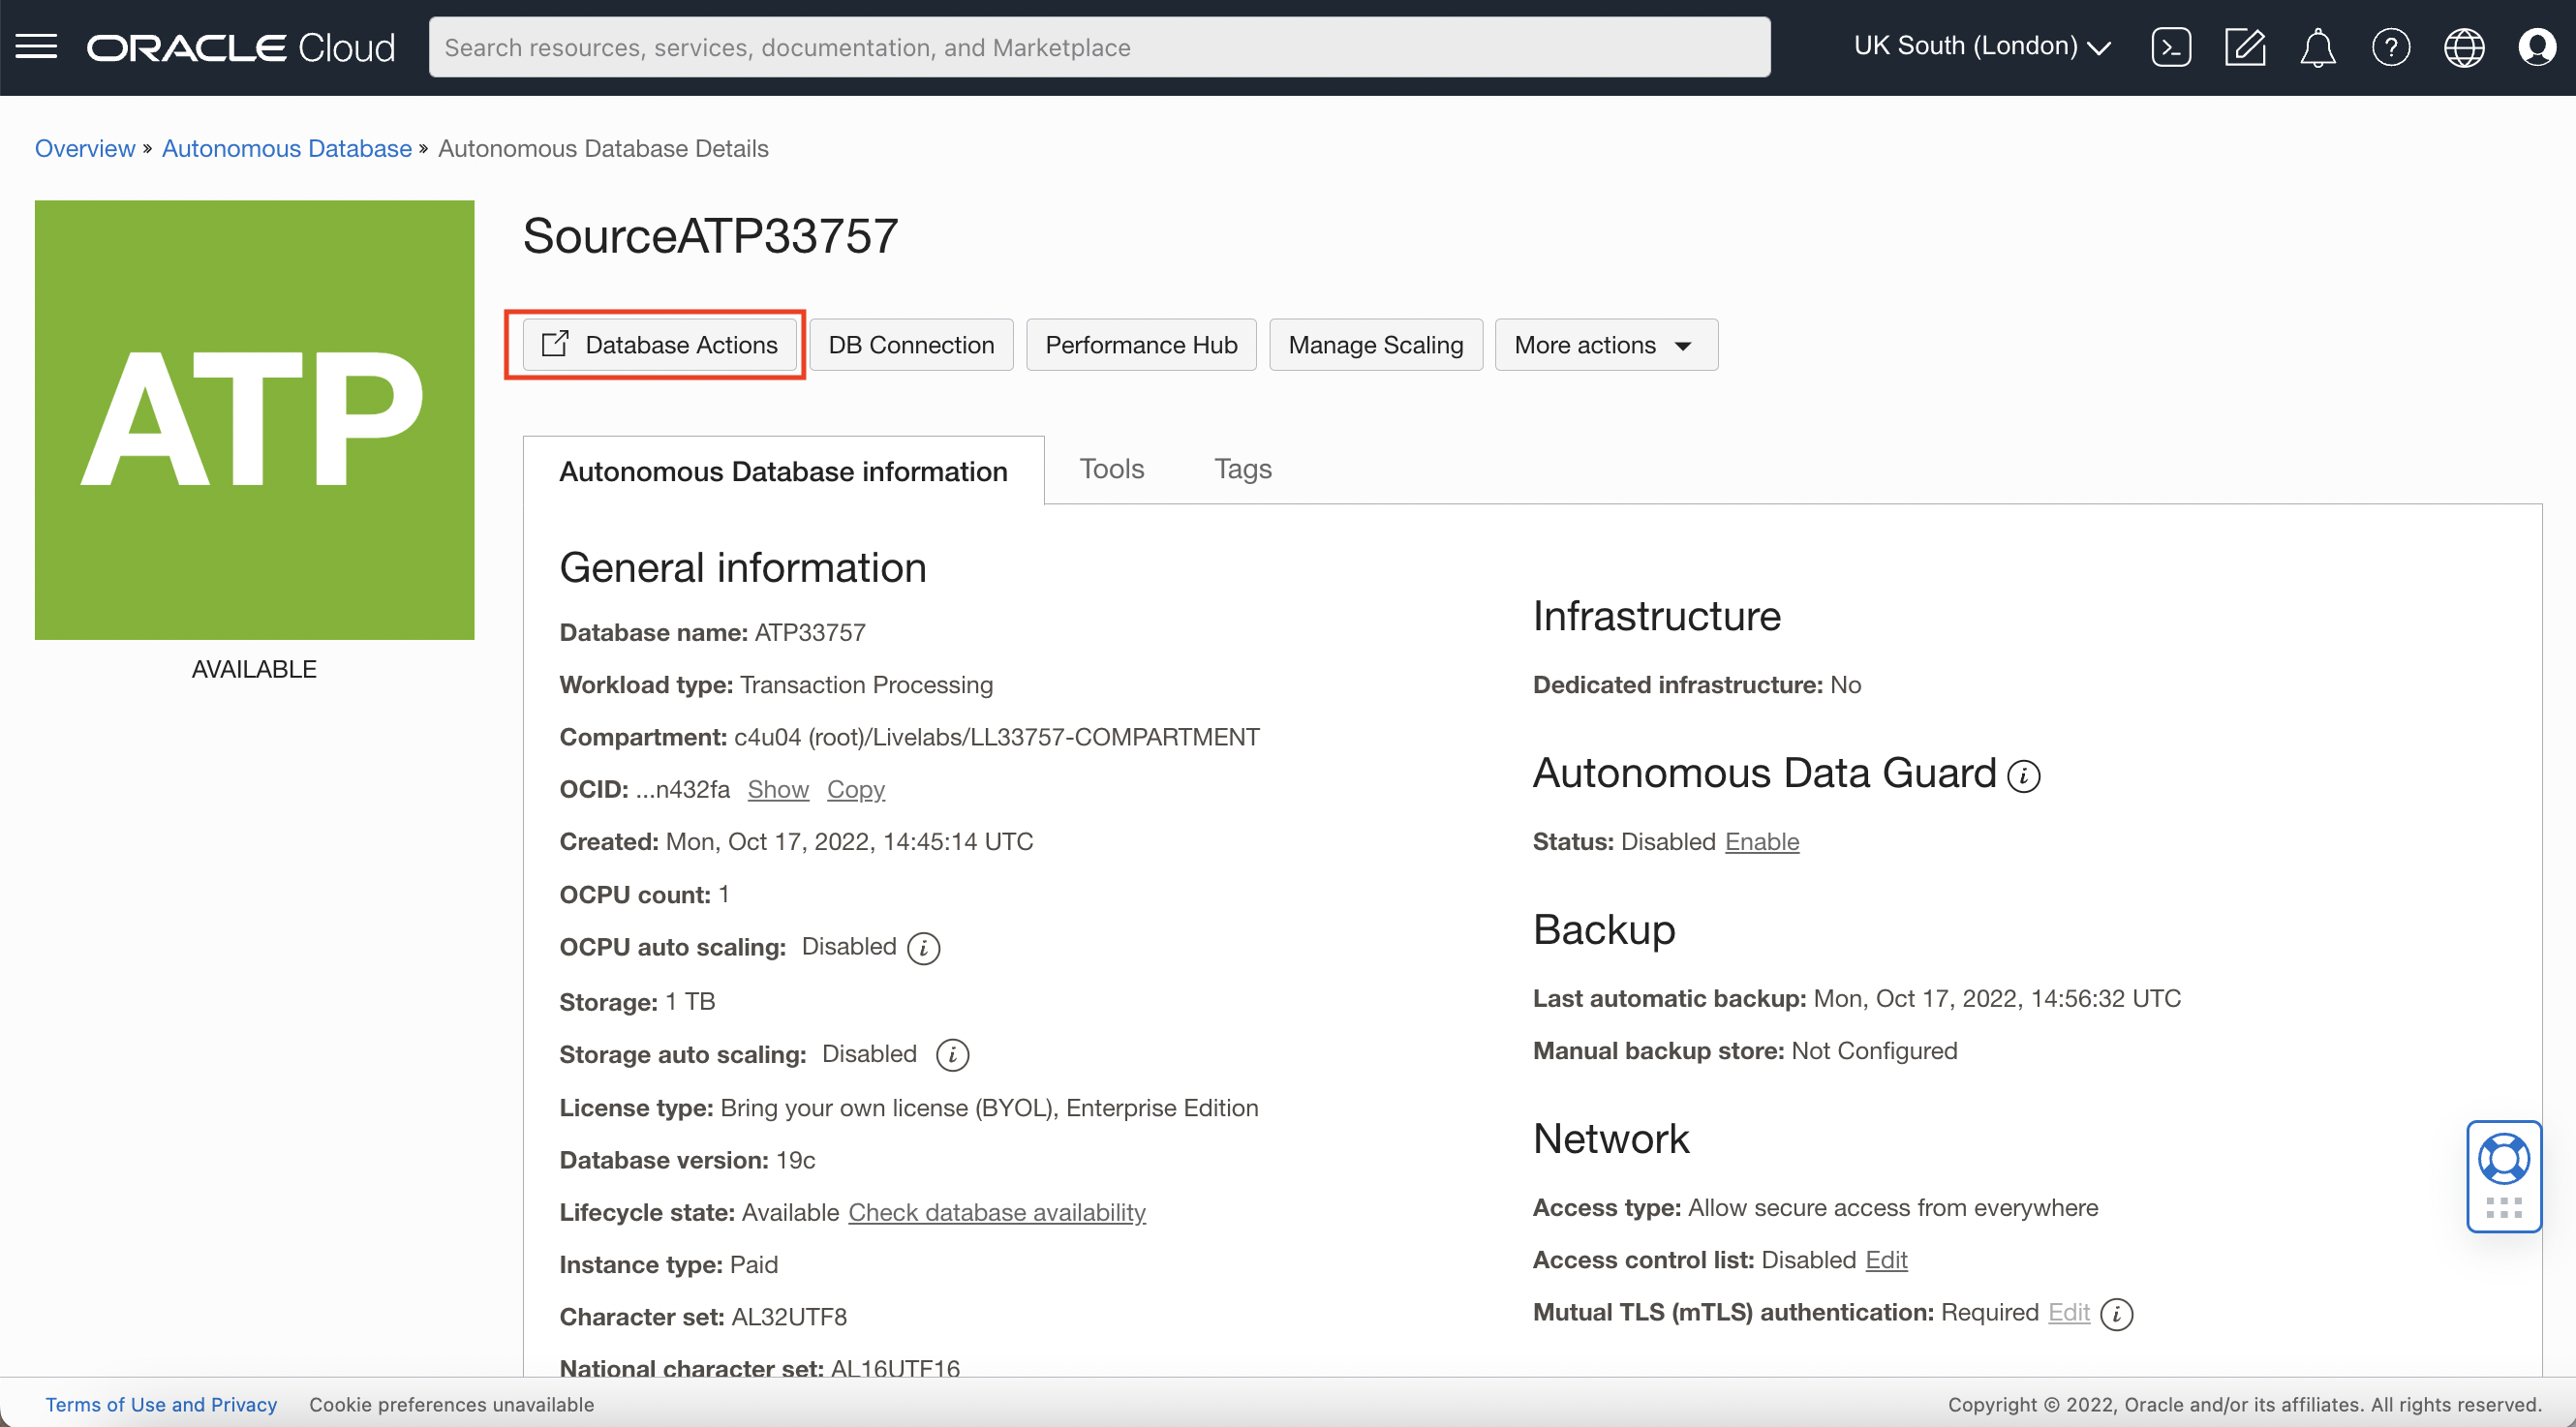 ORACLE Cloud
Search resources, services, documentation, and Marketplace
UK South (London)
Overview » Autonomous Database » Autonomous Database Details
ATP
AVAILABLE
SourceATP33757
Database Actions
DB Connection
Performance Hub
Manage Scaling
More actions
Autonomous Database information
Tools
Tags
General information
Database name: ATP33757
Workload type: Transaction Processing
Compartment: c4u04 (root)/Livelabs/LL33757-COMPARTMENT
OCID: ...n432fa Show Copy
Created: Mon, Oct 17, 2022, 14:45:14 UTC
OCPU count: 1
OCPU auto scaling: Disabled i
Storage: 1 TB
Storage auto scaling: Disabled i
License type: Bring your own license (BYOL), Enterprise Edition
Database version: 19c
Lifecycle state: Available Check database availability
Instance type: Paid
Character set: AL32UTF8
National character set: AL16UTF16
Infrastructure
Dedicated infrastructure: No
Autonomous Data Guard i
Status: Disabled Enable
Backup
Last automatic backup: Mon, Oct 17, 2022, 14:56:32 UTC
Manual backup store: Not Configured
Network
Access type: Allow secure access from everywhere
Access control list: Disabled Edit
Mutual TLS (mTLS) authentication: Required Edit i
Terms of Use and Privacy
Cookie preferences unavailable
Copyright © 2022, Oracle and/or its affiliates. All rights reserved.